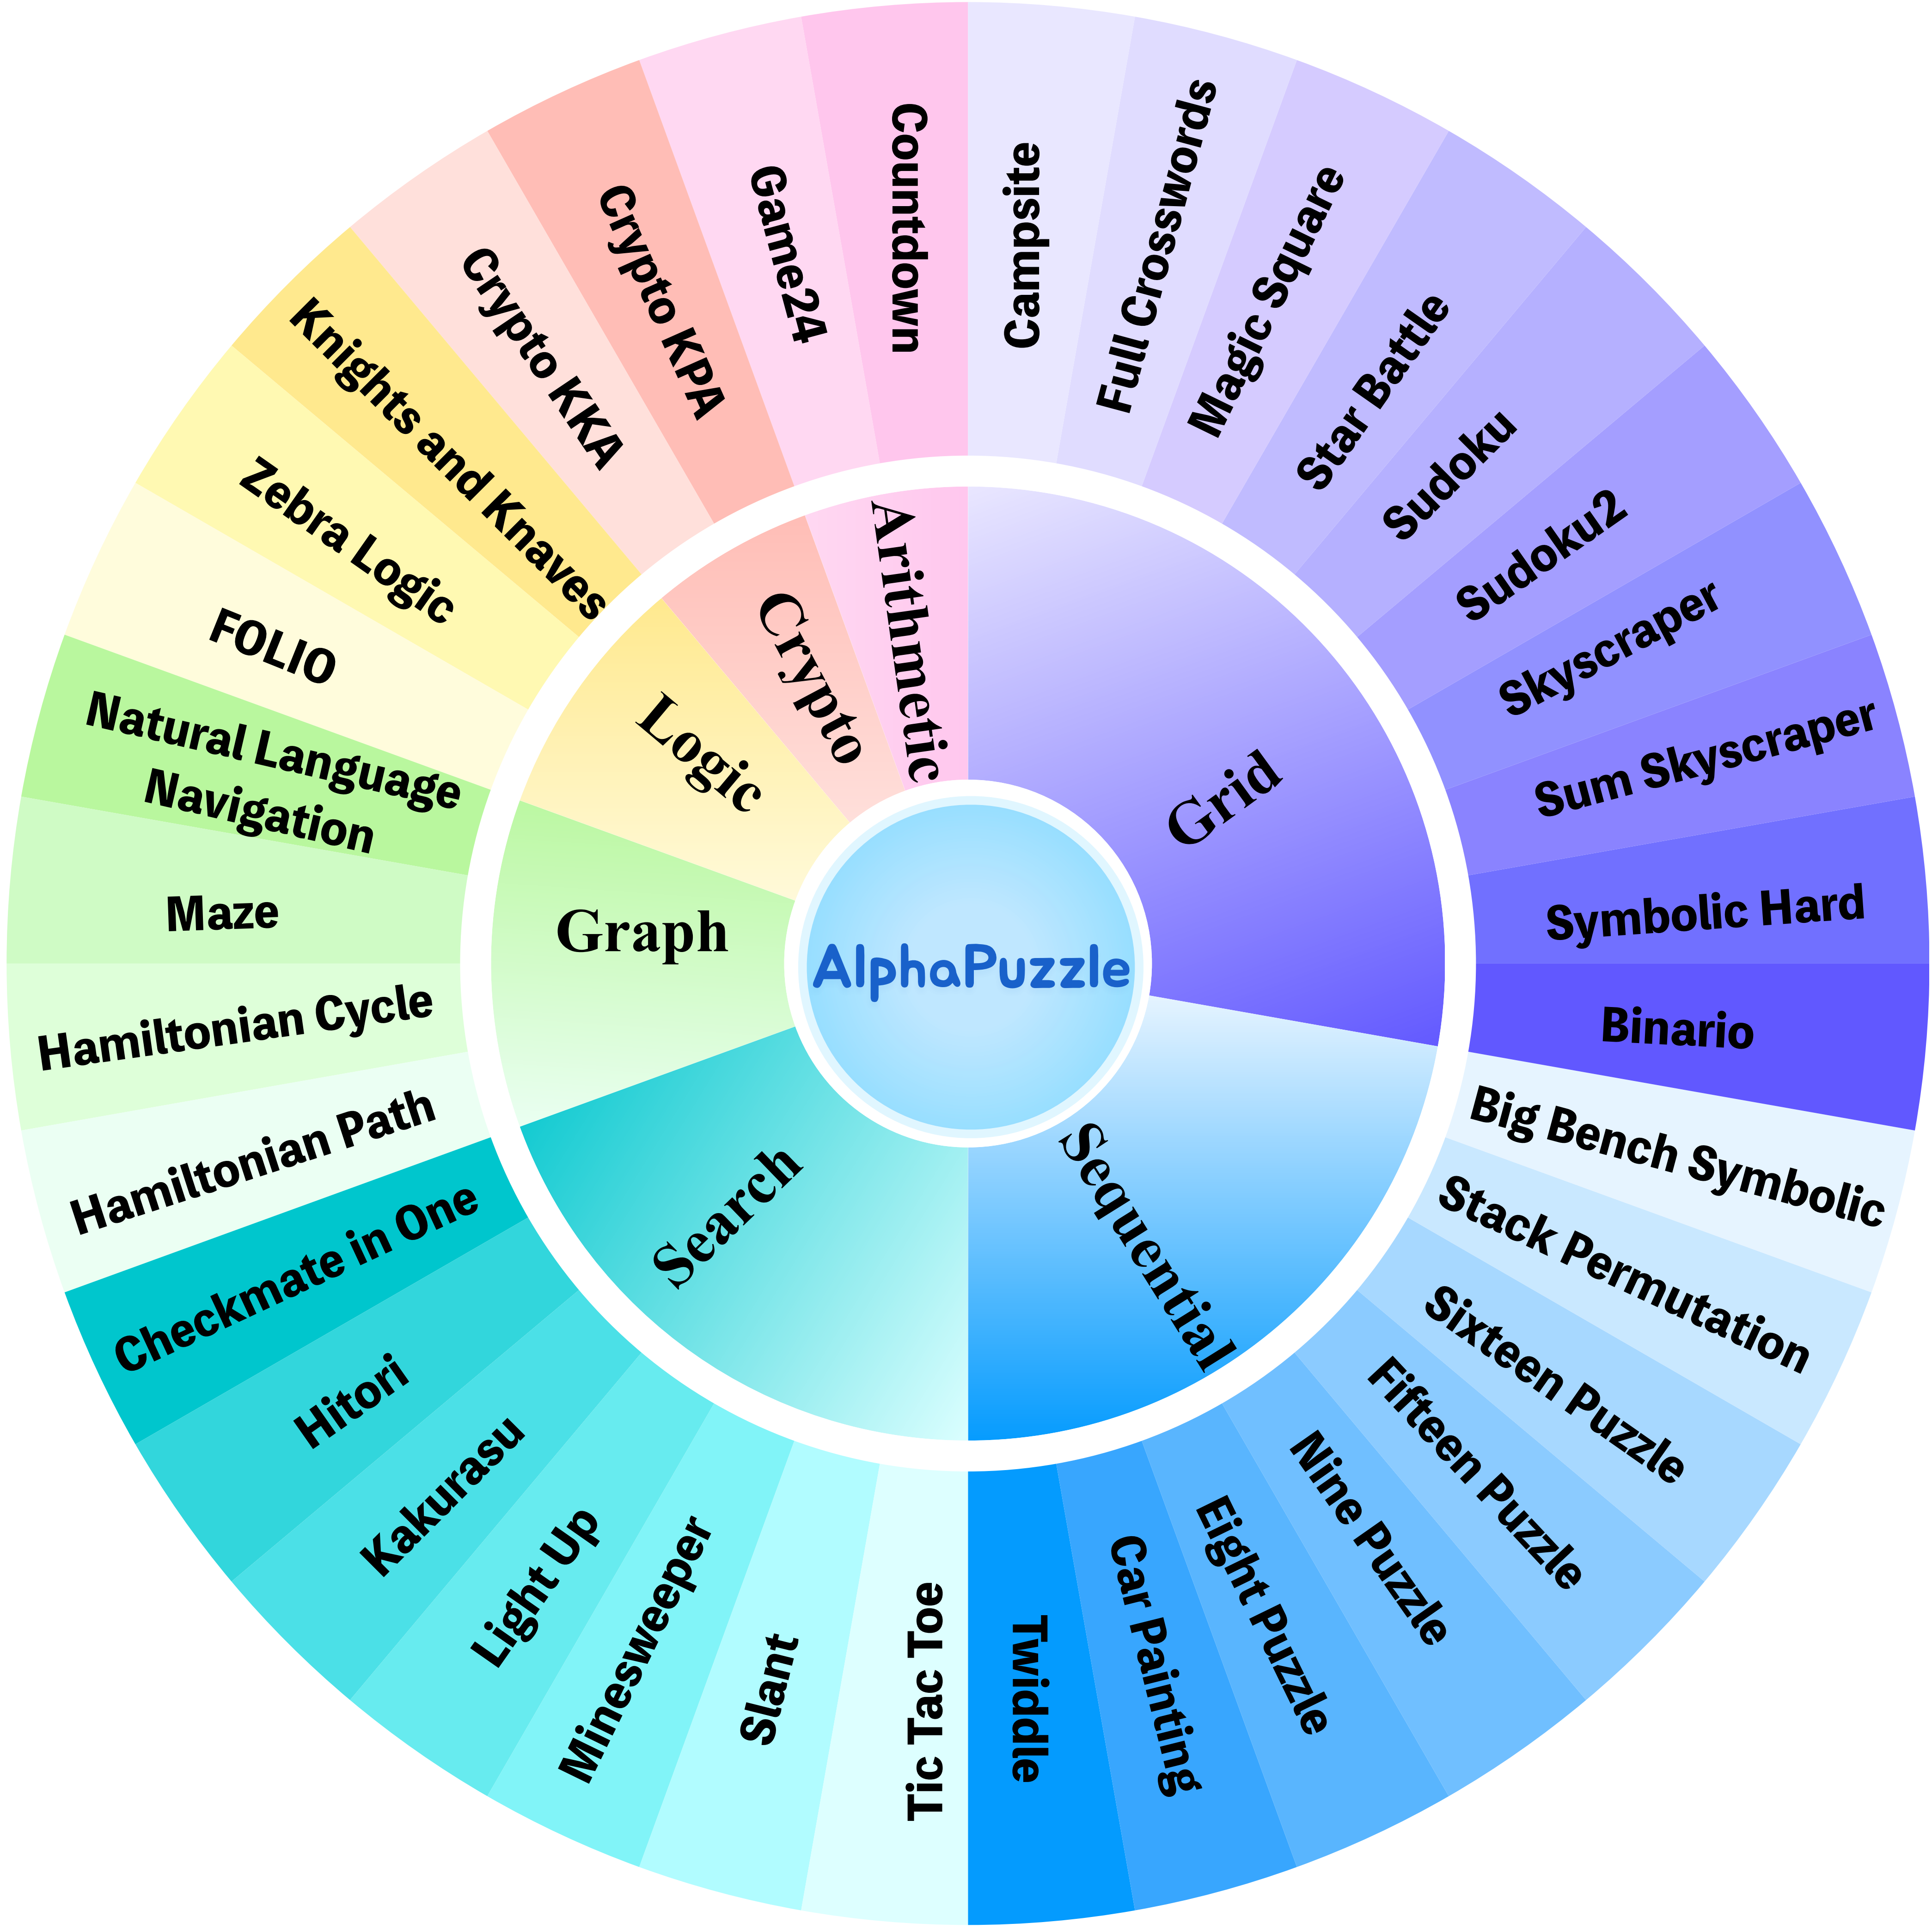 AlphaPuzzle
Grid
Campsite
Full Crosswords
Magic Square
Star Battle
Sudoku
Sudoku2
Skyscraper
Sum Skyscraper
Symbolic Hard
Binario
Sequential
Big Bench Symbolic
Stack Permutation
Sixteen Puzzle
Fifteen Puzzle
Nine Puzzle
Eight Puzzle
Car Painting
Twiddle
Search
Tic Tac Toe
Slant
Minesweeper
Light Up
Kakurasu
Hitori
Checkmate in One
Graph
Hamiltonian Path
Hamiltonian Cycle
Maze
Natural Language
Navigation
Logic
FOLIO
Zebra Logic
Knights and Knaves
Crypto
Crypto KKA
Crypto KPA
Arithmetic
Game24
Countdown